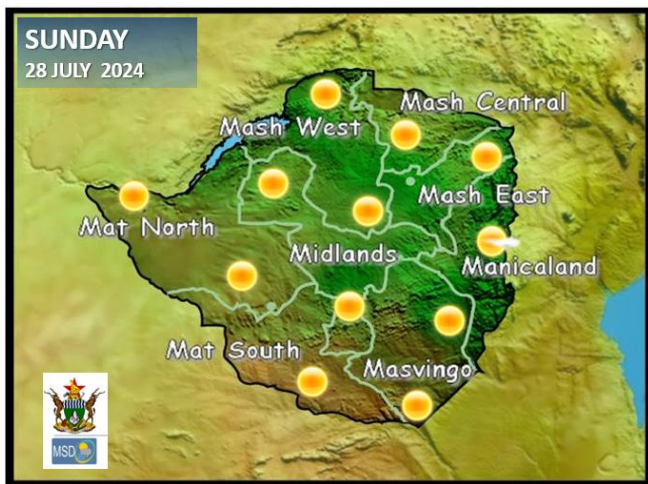 SUNDAY
28 JULY 2024
Mash Central
Mash West
Mash East
Mat North
Midlands
Manicaland
Mat South
Masvingo
MSD